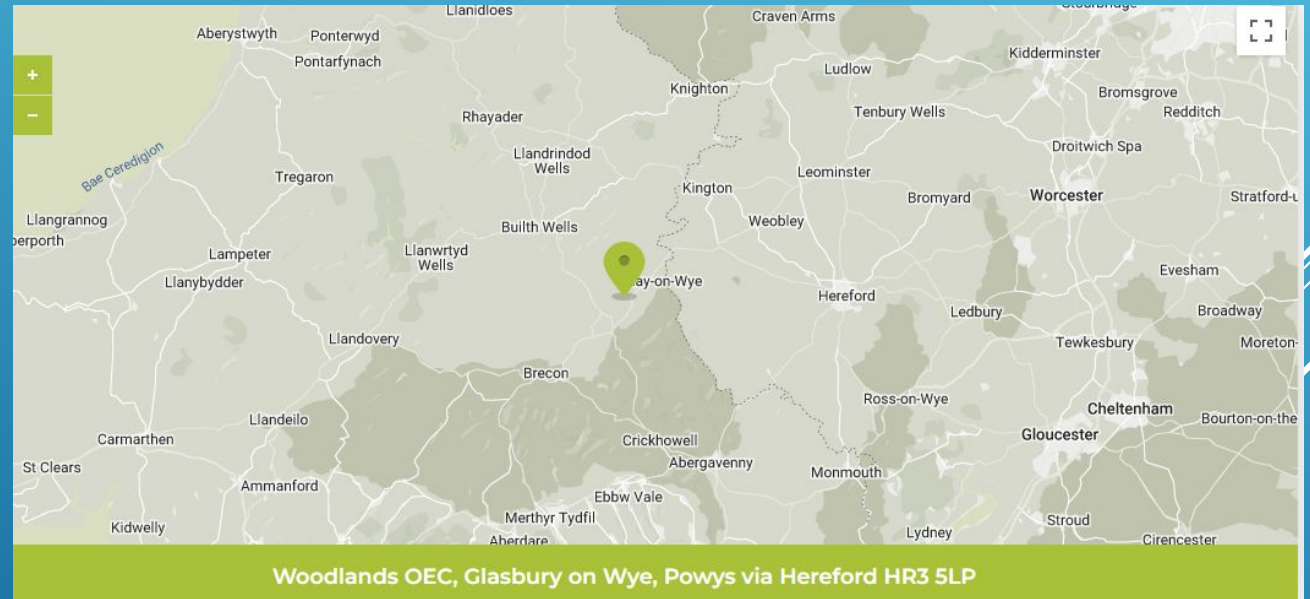 Llanidloes
Craven Arms
Aberystwyth
Ponterwyd
Pontarfynach
Kidderminster
Ludlow
Knighton
Bromsgrove
Rhayader
Tenbury Wells
Redditch
Llandrindod
Wells
Droitwich Spa
Bae Ceredigion
Tregaron
Leominster
Kington
Bromyard
Worcester
Stratford-u
Llangrannog
Weobley
Builth Wells
perporth
Lampeter
Llanwrtyd
Wells
Llanybydder
ay-on-Wye
Evesham
Hereford
Ledbury
Broadway
Llandovery
Tewkesbury
Moreton-
Brecon
Ross-on-Wye
Cheltenham
Llandeilo
Bourton-on-the
Carmarthen
Crickhowell
Gloucester
St Clears
Abergavenny
Monmouth
Ammanford
Ebbw Vale
Kidwelly
Merthyr Tydfil
Stroud
Lydney
Aberdare
Cirencester
Woodlands OEC, Glasbury on Wye, Powys via Hereford HR3 5LP